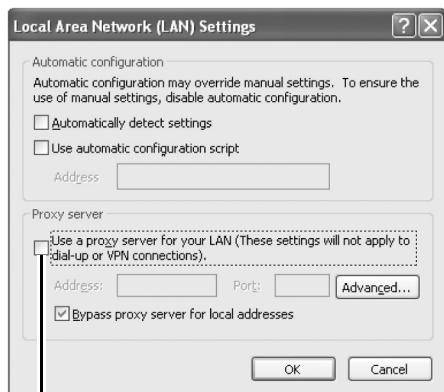 Local Area Network (LAN) Settings
Automatic configuration
Automatic configuration may override manual settings. To ensure the
use of manual settings, disable automatic configuration.
Automatically detect settings
Use automatic configuration script
Address
Proxy server
Use a proxy server for your LAN (These settings will not apply to
dial-up or VPN connections).
Address: Port: Advanced...
Bypass proxy server for local addresses
OK Cancel